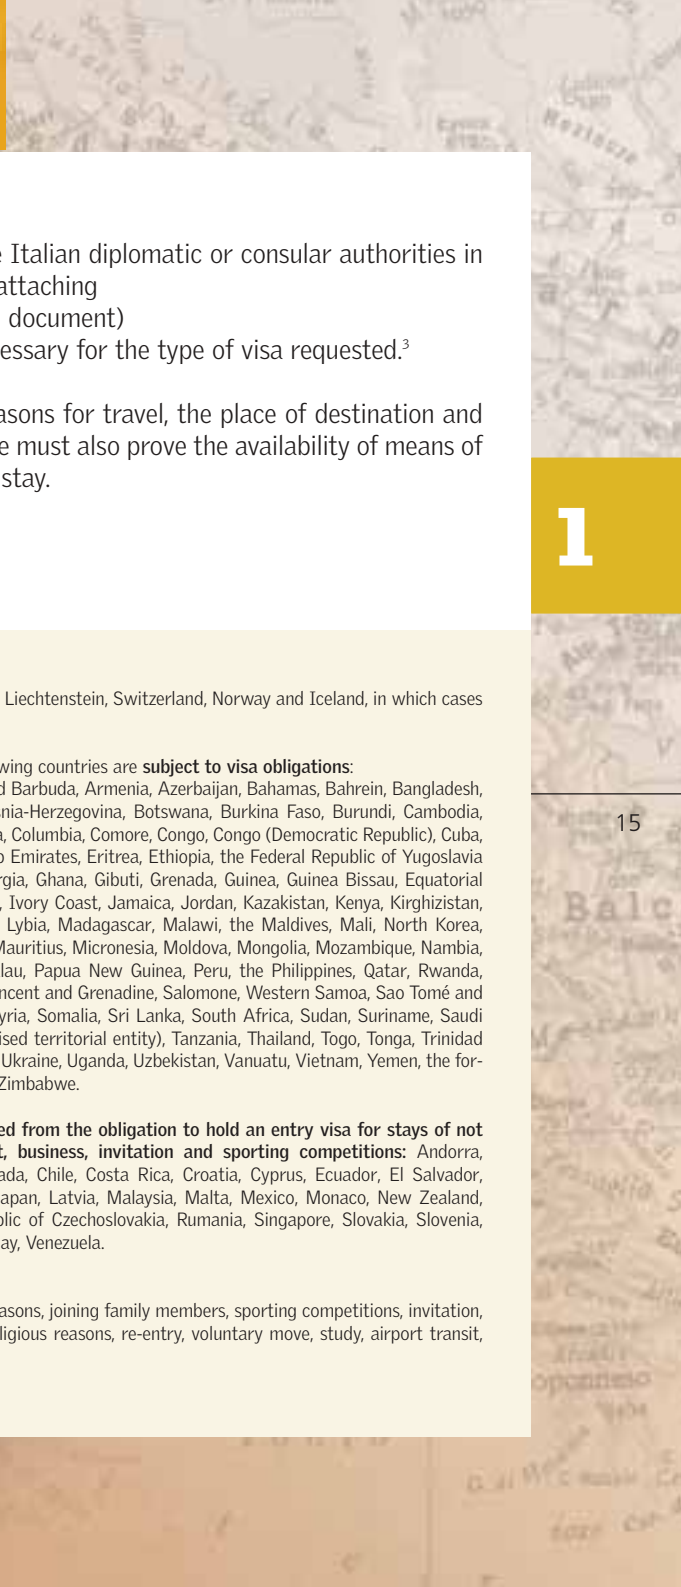 Italian diplomatic or consular authorities in
attaching
document)
essary for the type of visa requested.3
asons for travel, the place of destination and
e must also prove the availability of means of
stay.
1
Liechtenstein, Switzerland, Norway and Iceland, in which cases
wing countries are subject to visa obligations:
d Barbuda, Armenia, Azerbaijan, Bahamas, Bahrein, Bangladesh,
snia-Herzegovina, Botswana, Burkina Faso, Burundi, Cambodia,
a, Columbia, Comore, Congo, Congo (Democratic Republic), Cuba,
15
b Emirates, Eritrea, Ethiopia, the Federal Republic of Yugoslavia
rgia, Ghana, Gibuti, Grenada, Guinea, Guinea Bissau, Equatorial
, Ivory Coast, Jamaica, Jordan, Kazakistan, Kenya, Kirghizistan,
Lybia, Madagascar, Malawi, the Maldives, Mali, North Korea,
Mauritius, Micronesia, Moldova, Mongolia, Mozambique, Nambia,
lau, Papua New Guinea, Peru, the Philippines, Qatar, Rwanda,
ncent and Grenadine, Salomone, Western Samoa, Sao Tomé and
yria, Somalia, Sri Lanka, South Africa, Sudan, Suriname, Saudi
ised territorial entity), Tanzania, Thailand, Togo, Tonga, Trinidad
Ukraine, Uganda, Uzbekistan, Vanuatu, Vietnam, Yemen, the for-
Zimbabwe.
ed from the obligation to hold an entry visa for stays of not
t, business, invitation and sporting competitions: Andorra,
ada, Chile, Costa Rica, Croatia, Cyprus, Ecuador, El Salvador,
apan, Latvia, Malaysia, Malta, Mexico, Monaco, New Zealand,
blic of Czechoslovakia, Rumania, Singapore, Slovakia, Slovenia,
ay, Venezuela.
asons, joining family members, sporting competitions, invitation,
ligious reasons, re-entry, voluntary move, study, airport transit,
Balc